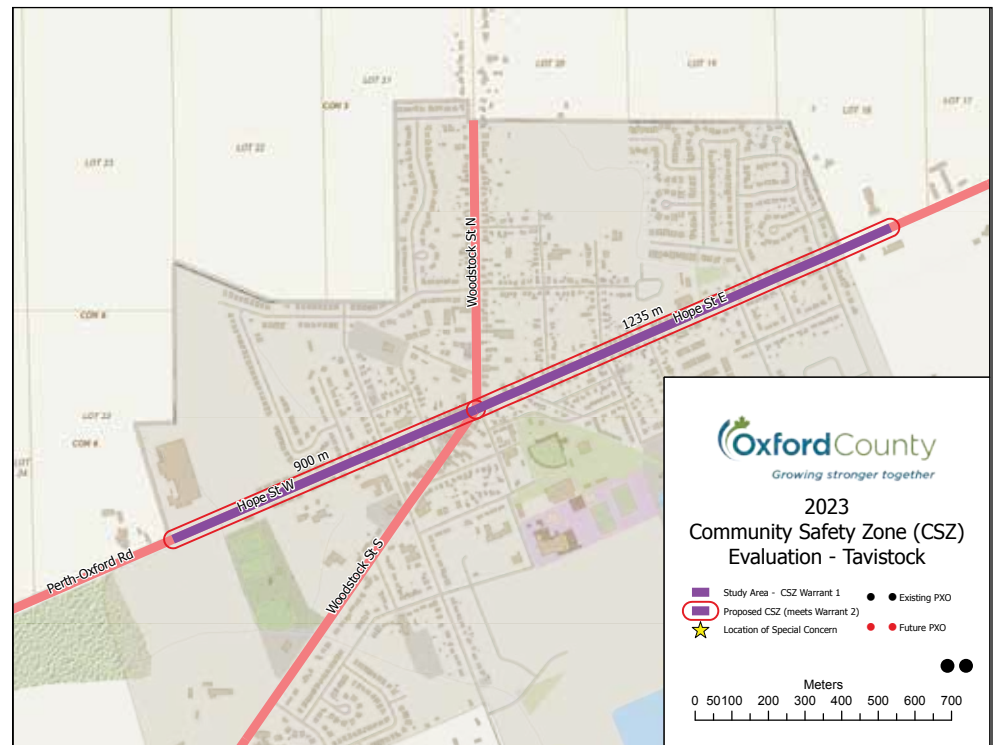 LOT 20
LOT 19
LOT 21
CON 5
LOT 18
LOT 17
LOT 22
LOT 23
Woodstock St N
1235 m
Hope St E
CON 6
LOT 23
CON 6
LOT
24
900 m
Hope St W
Perth-Oxford Rd
Woodstock St S
OxfordCounty
Growing stronger together
2023
Community Safety Zone (CSZ)
Evaluation - Tavistock
Study Area - CSZ Warrant 1
Existing PXO
Proposed CSZ (meets Warrant 2)
Location of Special Concern
Future PXO
Meters
0 50100 200 300 400 500 600 700